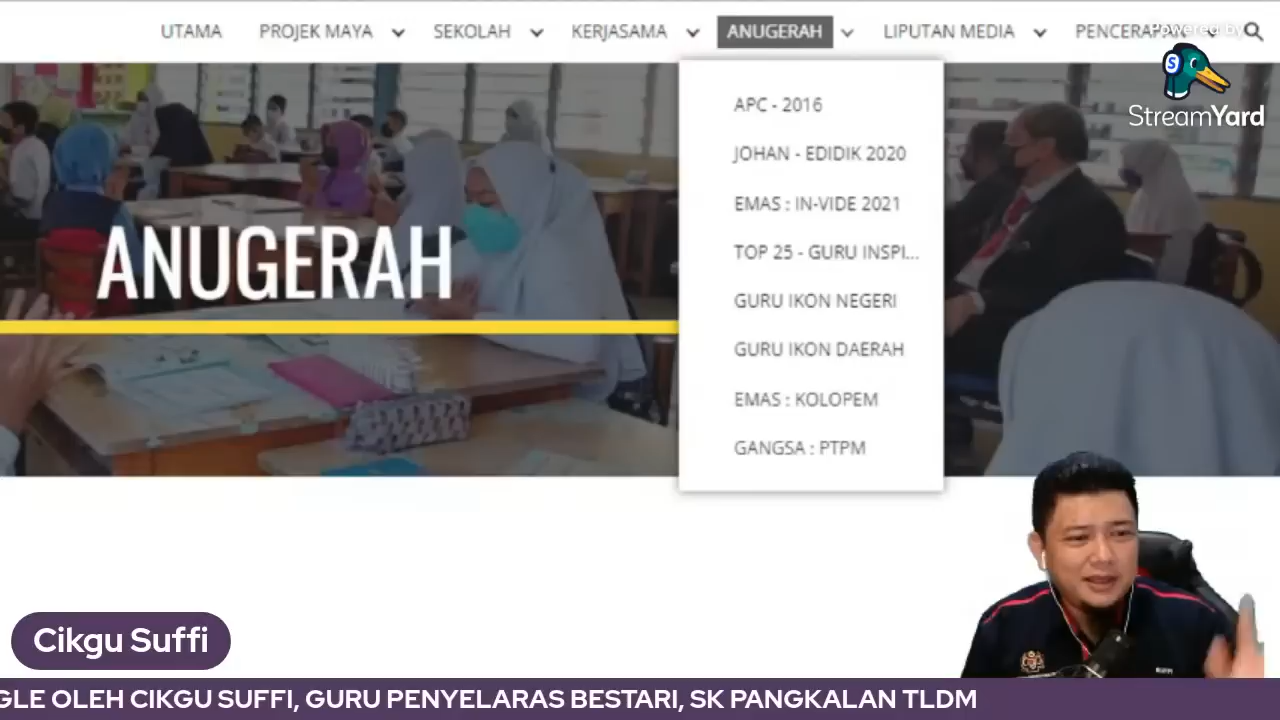 UTAMA
PROJEK MAYA
SEKOLAH
KERJASAMA
ANUGERAH
LIPUTAN MEDIA
Powered by
StreamYard
APC - 2016
JOHAN - EDIDIK 2020
EMAS : IN-VIDE 2021
TOP 25 - GURU INSPI...
GURU IKON NEGERI
GURU IKON DAERAH
EMAS : KOLOPEM
GANGSA : PTPM
ANUGERAH
Cikgu Suffi
GLE OLEH CIKGU SUFFI, GURU PENYELARAS BESTARI, SK PANGKALAN TLDM